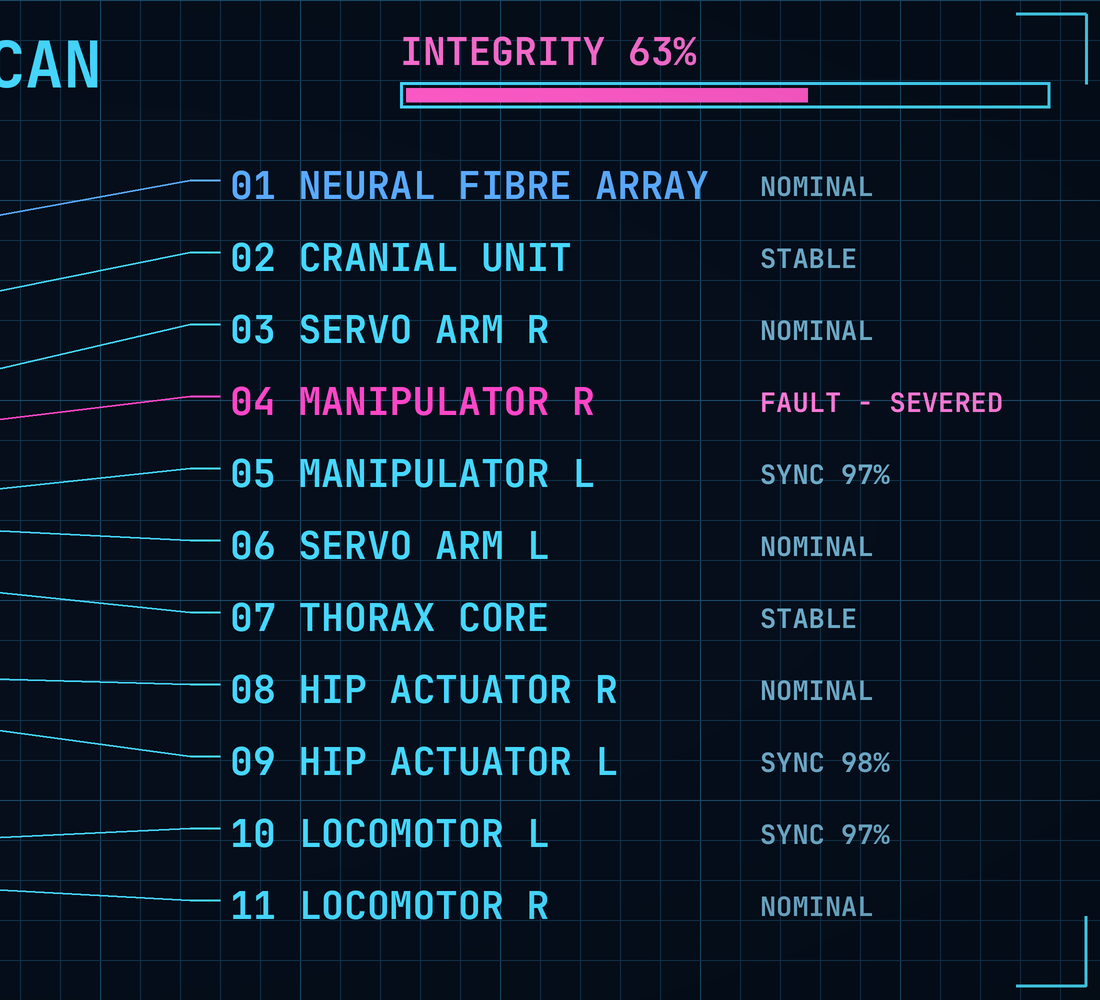 CAN
INTEGRITY 63%
01 NEURAL FIBRE ARRAY NOMINAL
02 CRANIAL UNIT STABLE
03 SERVO ARM R NOMINAL
04 MANIPULATOR R FAULT - SEVERED
05 MANIPULATOR L SYNC 97%
06 SERVO ARM L NOMINAL
07 THORAX CORE STABLE
08 HIP ACTUATOR R NOMINAL
09 HIP ACTUATOR L SYNC 98%
10 LOCOMOTOR L SYNC 97%
11 LOCOMOTOR R NOMINAL